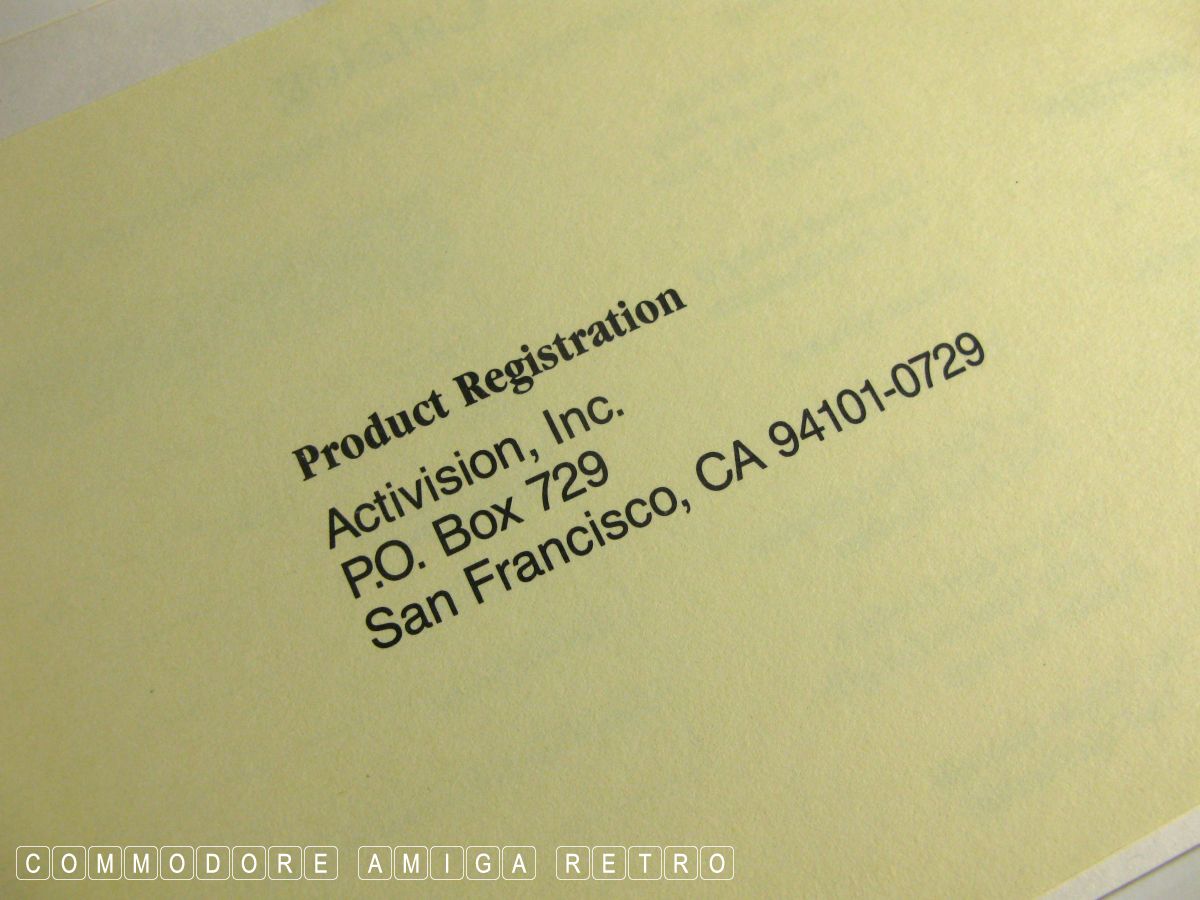 Product Registration
Activision, Inc.
P.O. Box 729
San Francisco, CA 94101-0729
COMMODORE AMIGA RETRO